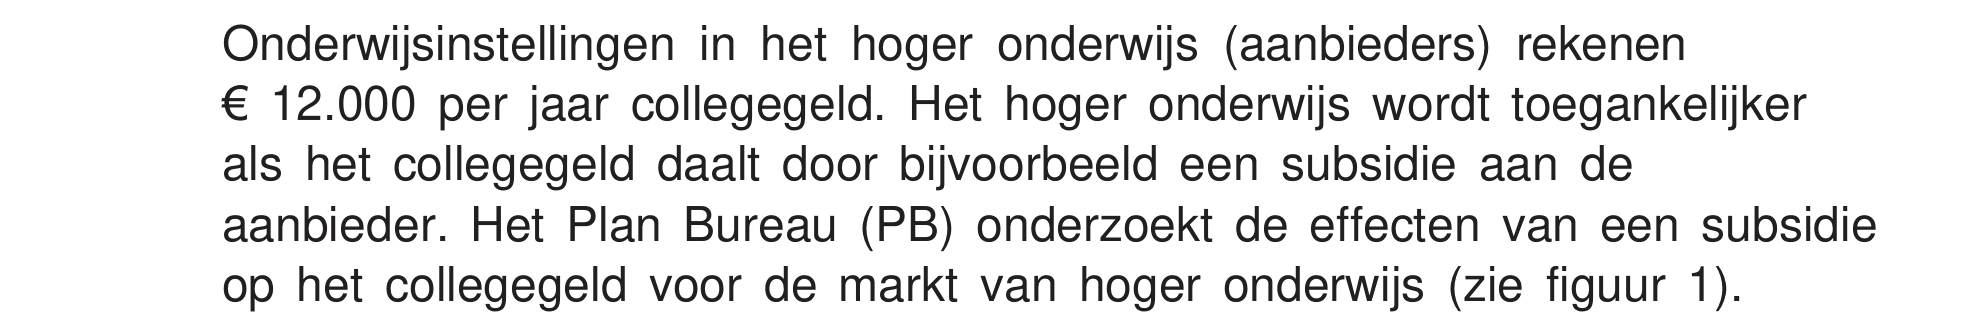 Onderwijsinstellingen in het hoger onderwijs (aanbieders) rekenen
€ 12.000 per jaar collegegeld. Het hoger onderwijs wordt toegankelijker
als het collegegeld daalt door bijvoorbeeld een subsidie aan de
aanbieder. Het Plan Bureau (PB) onderzoekt de effecten van een subsidie
op het collegegeld voor de markt van hoger onderwijs (zie figuur 1).